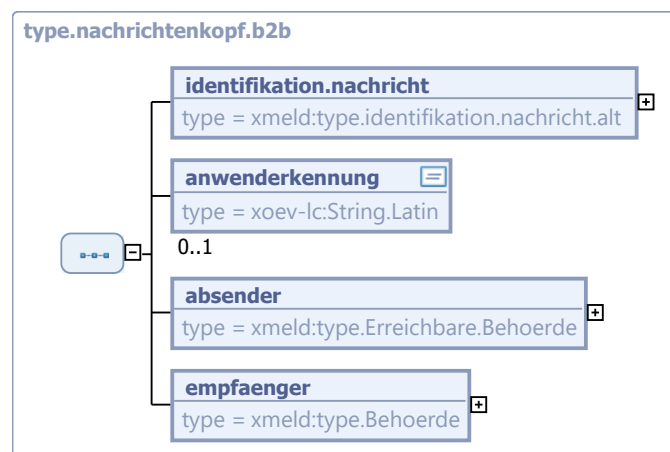 type.nachrichtenkopf.b2b
identifikation.nachricht
type = xmeld:type.identifikation.nachricht.alt
anwenderkennung
type = xoev-lc:String.Latin
0..1
absender
type = xmeld:type.Erreichbare.Behoerde
empfaenger
type = xmeld:type.Behoerde